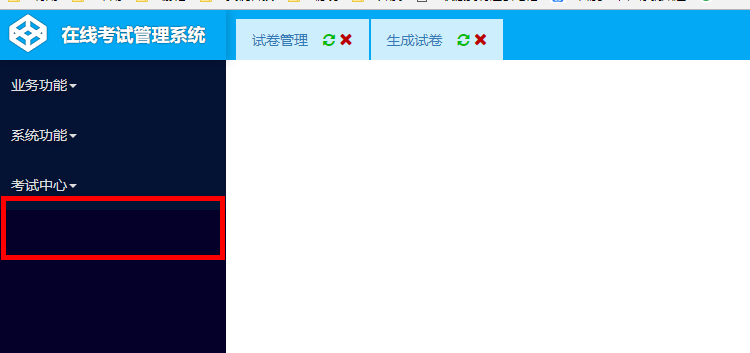 在线考试管理系统
试卷管理
生成试卷
业务功能
系统功能
考试中心